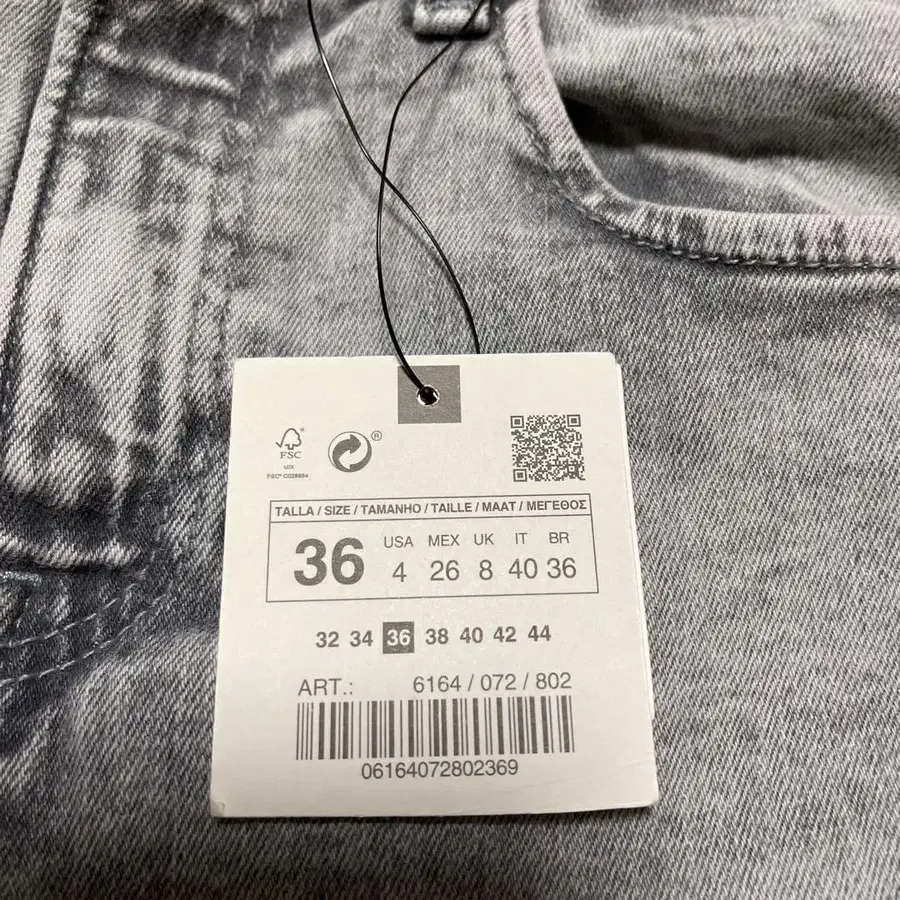 FSC
MIX
FSC® C028654
®
TALLA / SIZE / TAMANHO / TAILLE / MAAT / ΜΕΓΕΘΟΣ
36
USA MEX UK IT BR
4 26 8 40 36
32 34 36 38 40 42 44
ART.: 6164 / 072 / 802
06164072802369